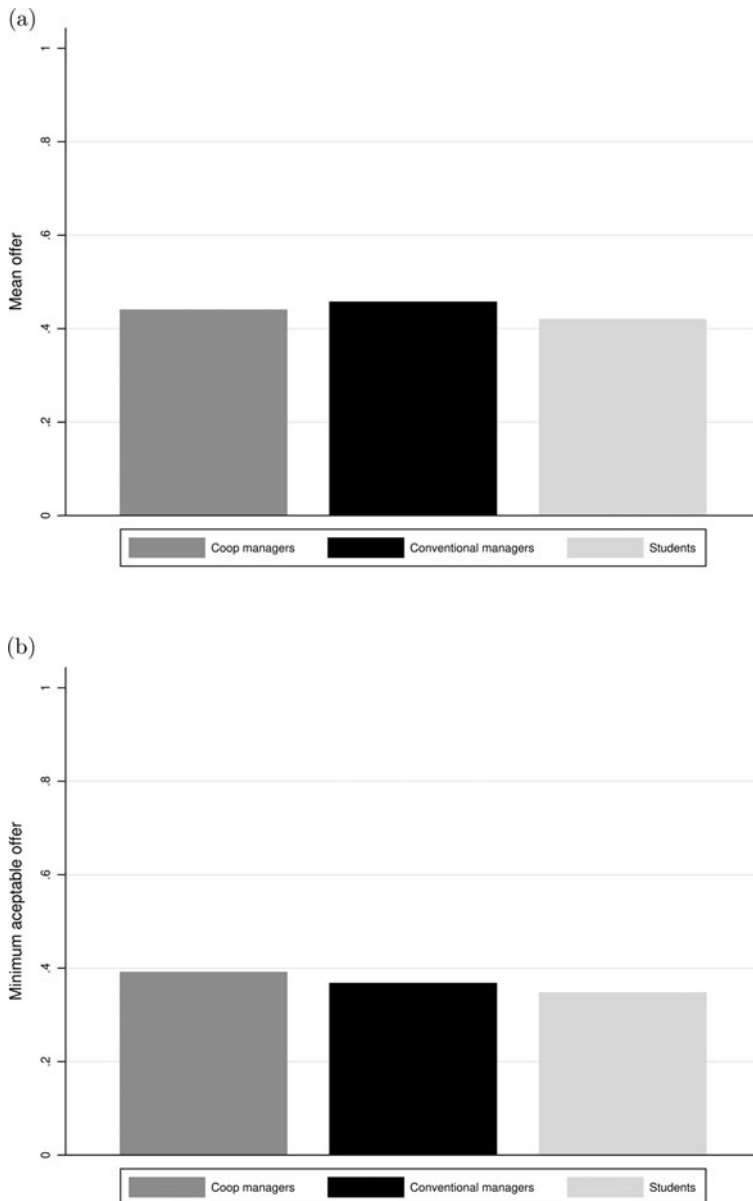 (a)
1
.8
.6
.4
.2
0
Mean offer
Coop managers Conventional managers Students
(b)
1
.8
.6
.4
.2
0
Minimum aceptable offer
Coop managers Conventional managers Students